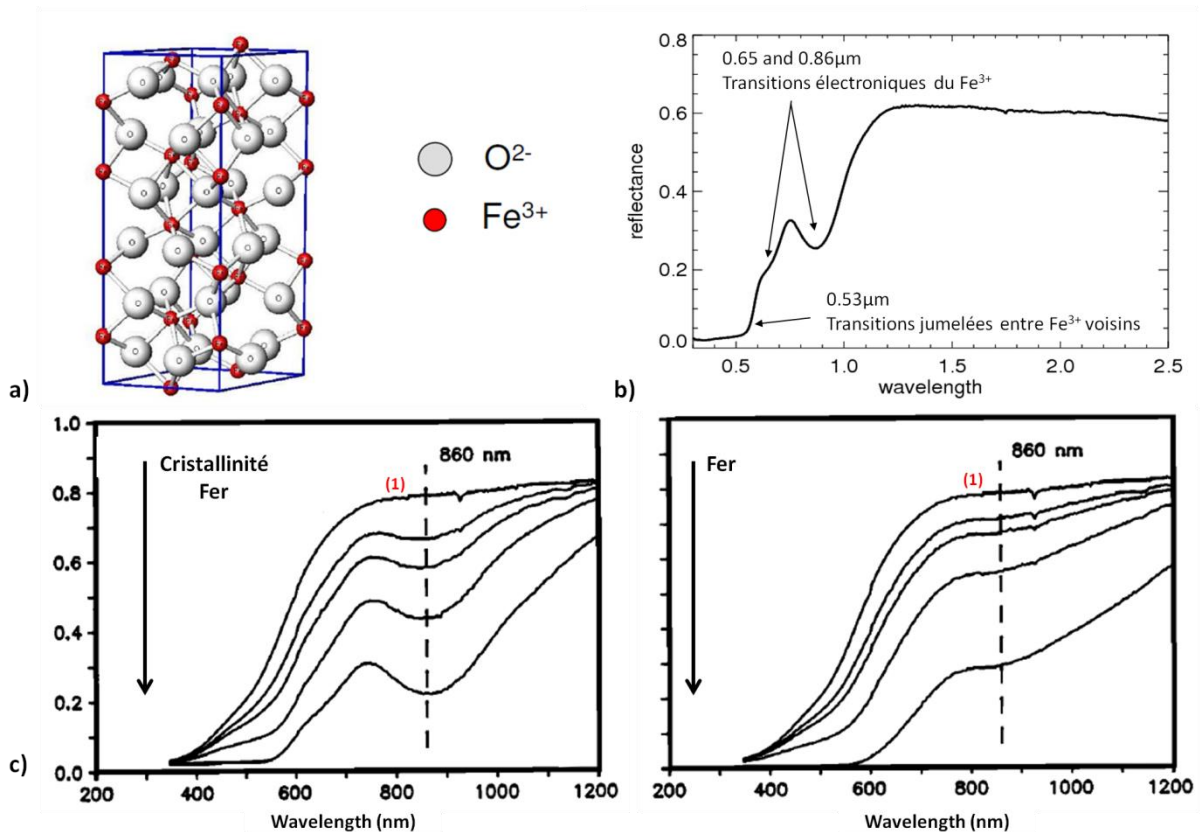 O²⁻
Fe³⁺
a)
0.8
0.6
0.4
0.2
0.0
reflectance
0.65 and 0.86µm
Transitions électroniques du Fe³⁺
0.53µm
Transitions jumelées entre Fe³⁺ voisins
0.5
1.0
1.5
2.0
2.5
wavelength
b)
1.0
0.8
0.6
0.4
0.2
0.0
Cristallinité
Fer
(1)
860 nm
200
400
600
800
1000
1200
Wavelength (nm)
c)
Fer
(1)
860 nm
200
400
600
800
1000
1200
Wavelength (nm)